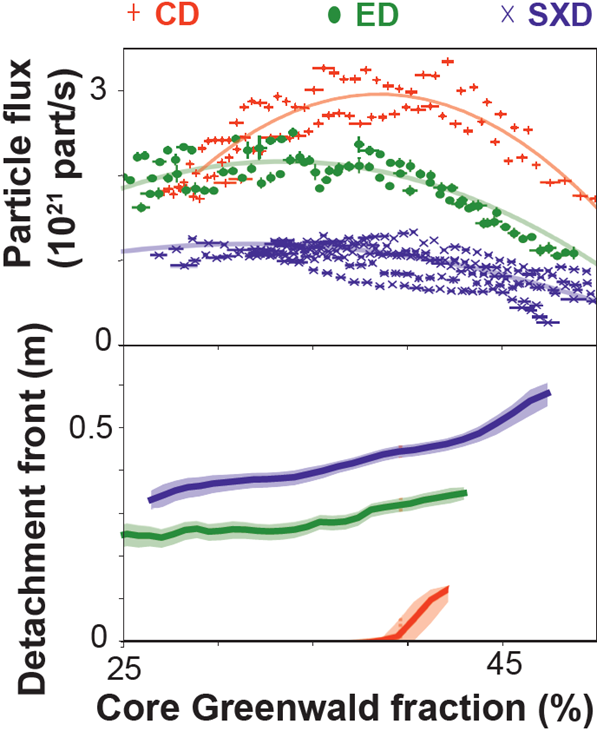 + CD ● ED × SXD
Particle flux
(10²¹ part/s)
3
0
Detachment front (m)
0.5
0
25 45
Core Greenwald fraction (%)